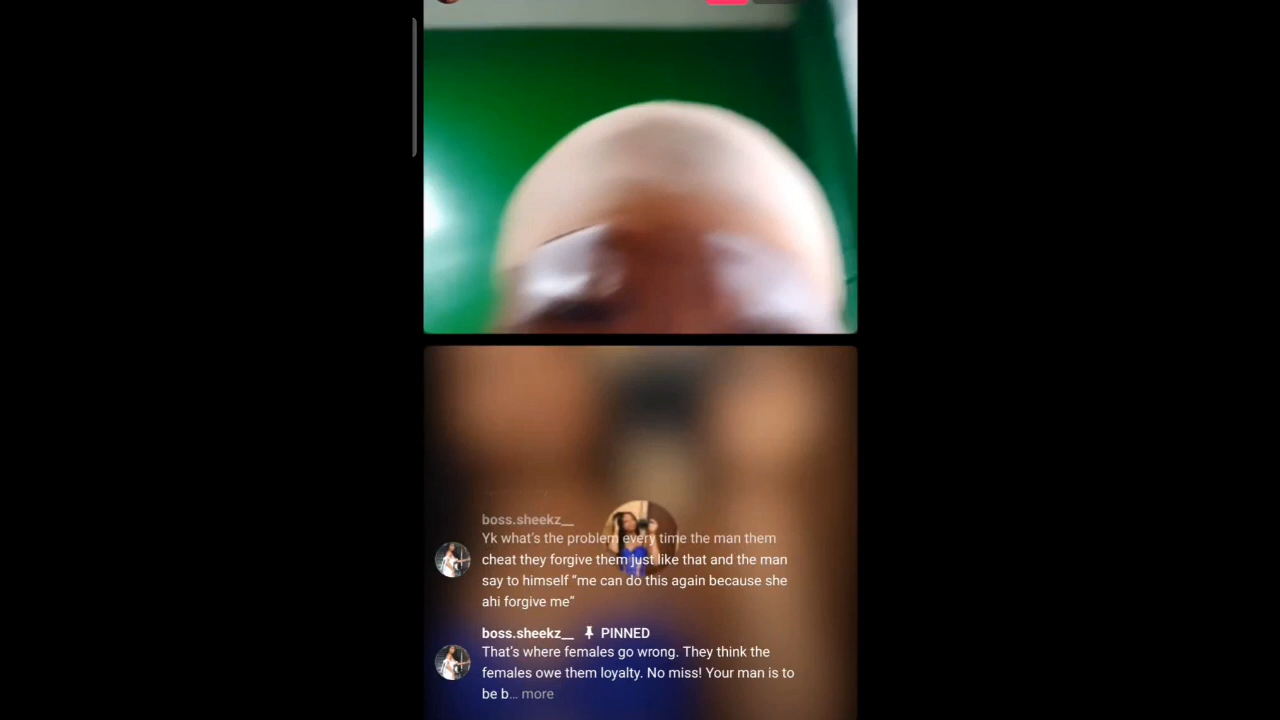 boss.sheekz__
Yk what's the problem every time the man them
cheat they forgive them just like that and the man
say to himself “me can do this again because she
ahi forgive me”
boss.sheekz__ PINNED
That's where females go wrong. They think the
females owe them loyalty. No miss! Your man is to
be b... more